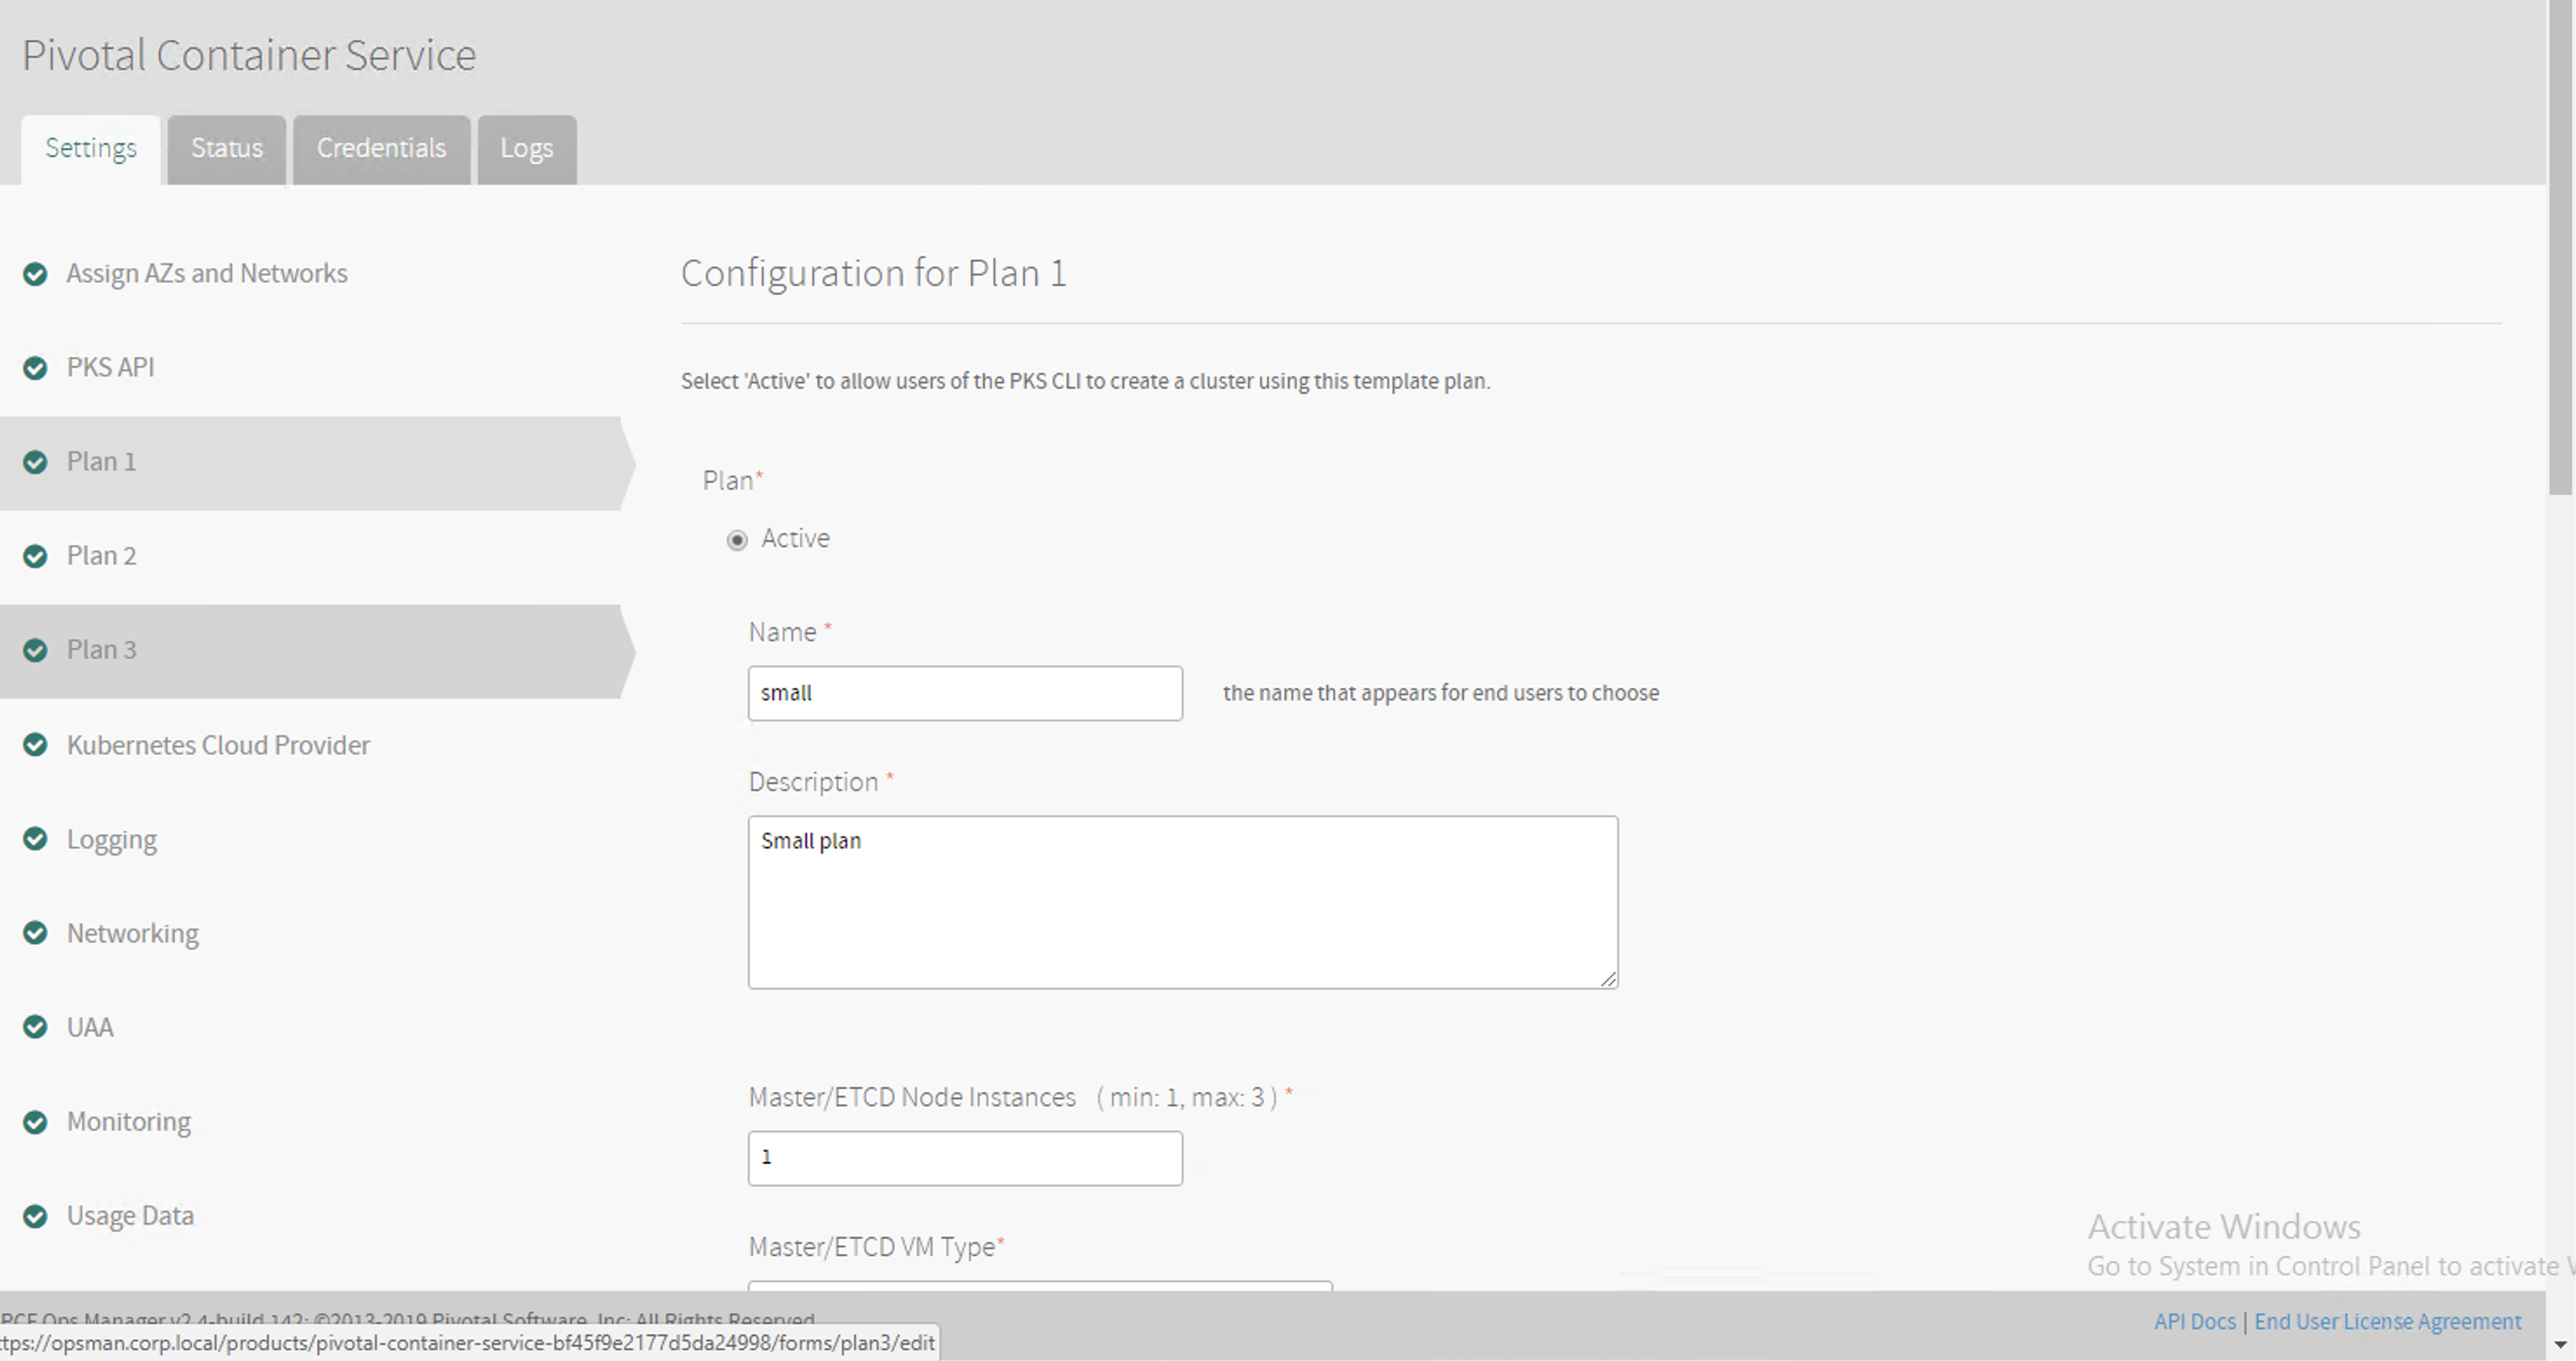 Pivotal Container Service
Settings
Status
Credentials
Logs
Assign AZs and Networks
PKS API
Plan 1
Plan 2
Plan 3
Kubernetes Cloud Provider
Logging
Networking
UAA
Monitoring
Usage Data
Configuration for Plan 1
Select 'Active' to allow users of the PKS CLI to create a cluster using this template plan.
Plan*
Active
Name *
small
the name that appears for end users to choose
Description *
Small plan
Master/ETCD Node Instances ( min: 1, max: 3 ) *
1
Master/ETCD VM Type*
Activate Windows
Go to System in Control Panel to activate W
PCF Ops Manager v2.4-build.142; ©2013-2019 Pivotal Software, Inc; All Rights Reserved.
API Docs | End User License Agreement
ttps://opsman.corp.local/products/pivotal-container-service-bf45f9e2177d5da24998/forms/plan3/edit